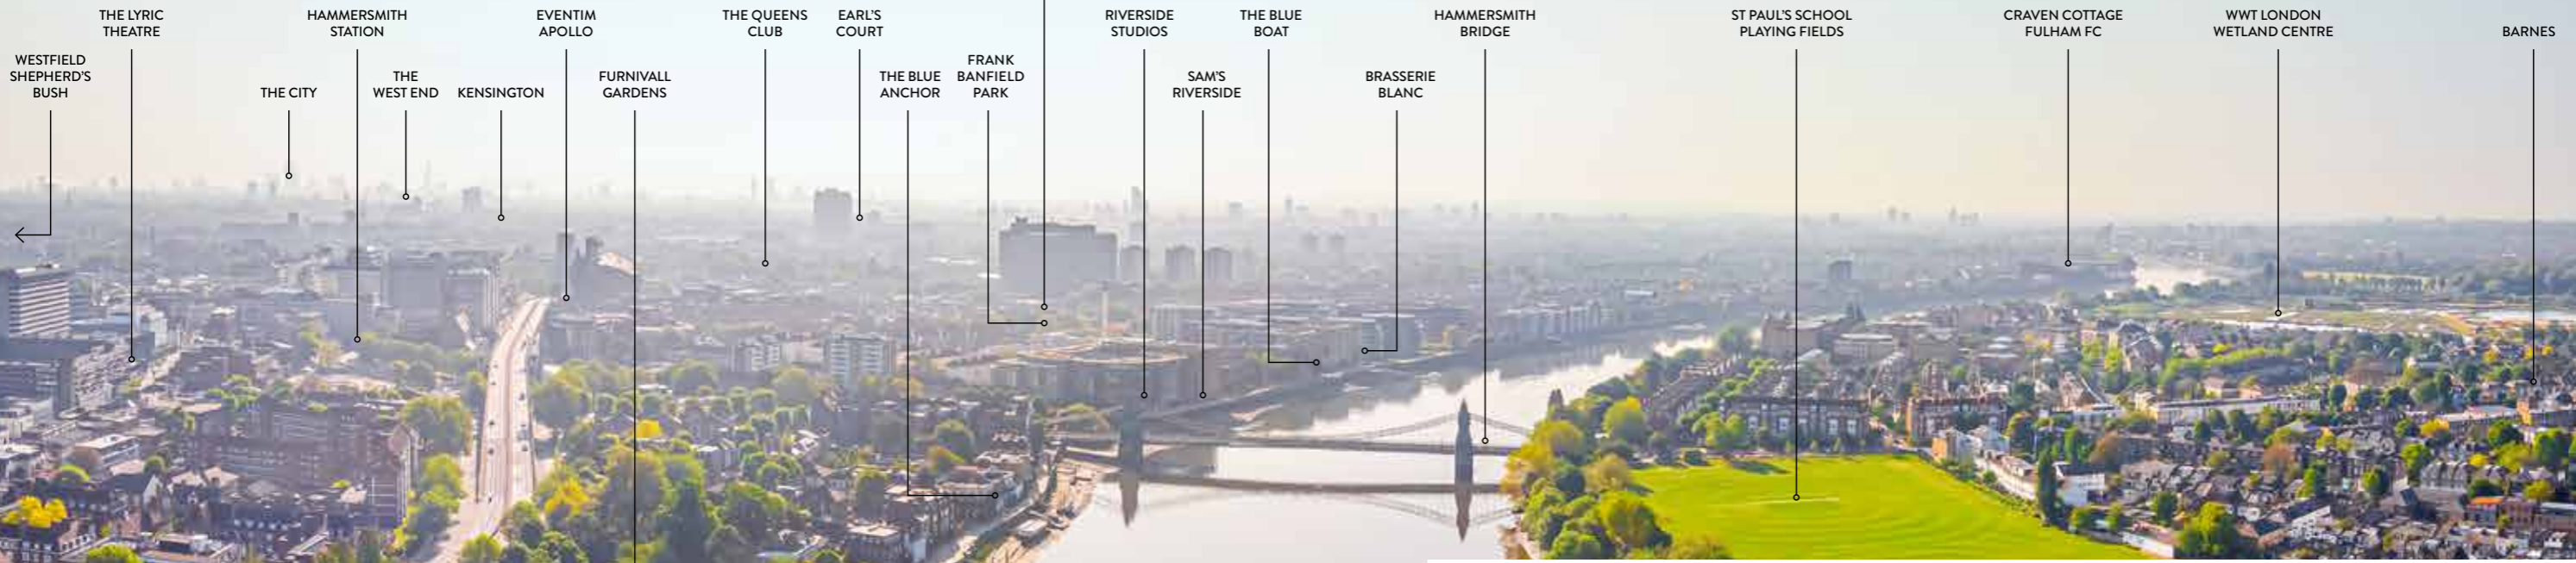 WESTFIELD
SHEPHERD'S
BUSH
THE LYRIC
THEATRE
THE CITY
HAMMERSMITH
STATION
THE
WEST END
KENSINGTON
EVENTIM
APOLLO
FURNIVALL
GARDENS
THE QUEENS
CLUB
EARL'S
COURT
THE BLUE
ANCHOR
FRANK
BANFIELD
PARK
RIVERSIDE
STUDIOS
SAM'S
RIVERSIDE
THE BLUE
BOAT
BRASSERIE
BLANC
HAMMERSMITH
BRIDGE
ST PAUL'S SCHOOL
PLAYING FIELDS
CRAVEN COTTAGE
FULHAM FC
WWT LONDON
WETLAND CENTRE
BARNES